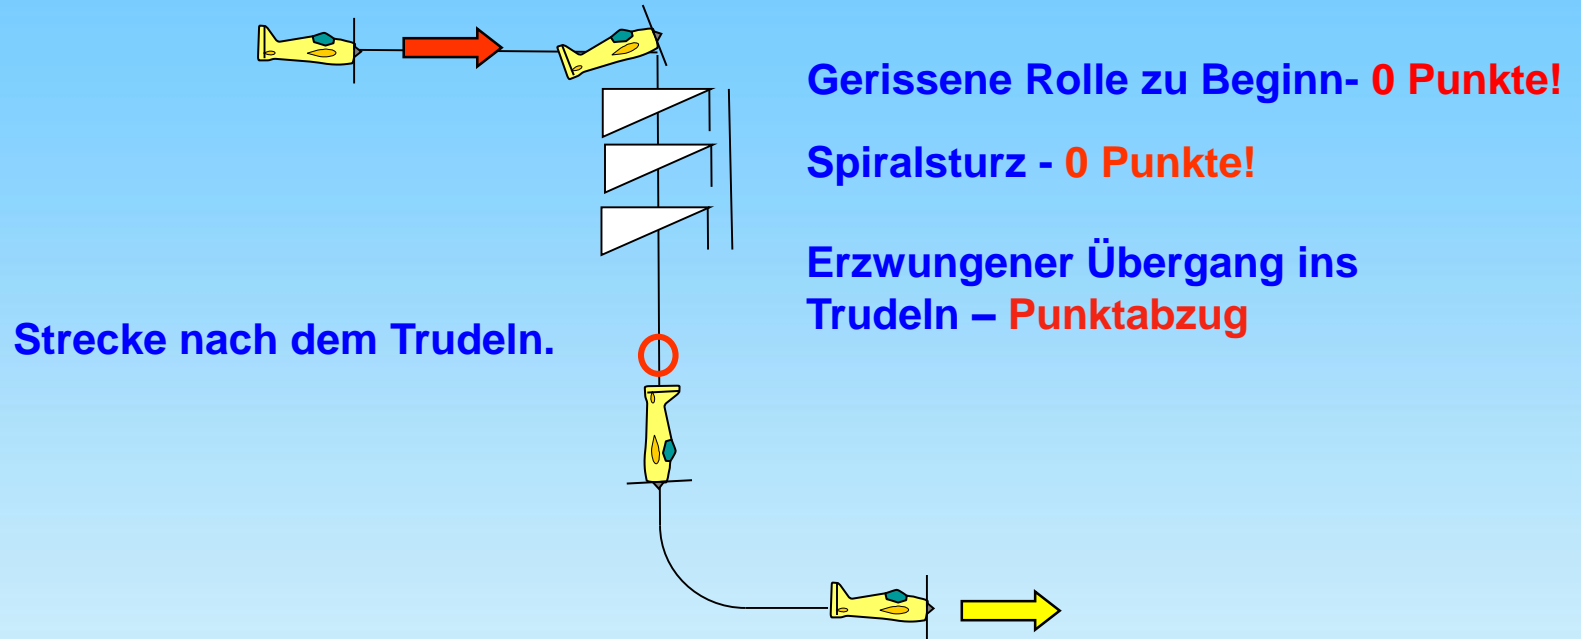 Gerissene Rolle zu Beginn- 0 Punkte!
Spiralsturz - 0 Punkte!
Erzwungener Übergang ins
Trudeln – Punktabzug
Strecke nach dem Trudeln.